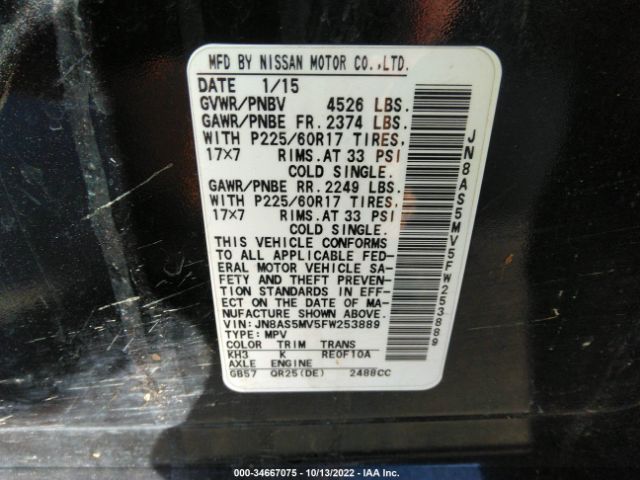 MFD BY NISSAN MOTOR CO.,LTD.
DATE 1/15
GVWR/PNBV 4526 LBS.
GAWR/PNBE FR. 2374 LBS.
WITH P225/60R17 TIRES,
17×7 RIMS.AT 33 PSI
COLD SINGLE.
GAWR/PNBE RR. 2249 LBS.
WITH P225/60R17 TIRES,
17×7 RIMS.AT 33 PSI
COLD SINGLE.
THIS VEHICLE CONFORMS
TO ALL APPLICABLE FED-
ERAL MOTOR VEHICLE SA-
FETY AND THEFT PREVEN-
TION STANDARDS IN EFF-
ECT ON THE DATE OF MA-
NUFACTURE SHOWN ABOVE.
VIN:JN8AS5MV5FW253889
TYPE:MPV
COLOR TRIM TRANS
KH3 K RE0F10A
AXLE ENGINE
GB57 QR25(DE) 2488CC
JN8AS5MV5FW253889
000-34667075 - 10/13/2022 - IAA Inc.